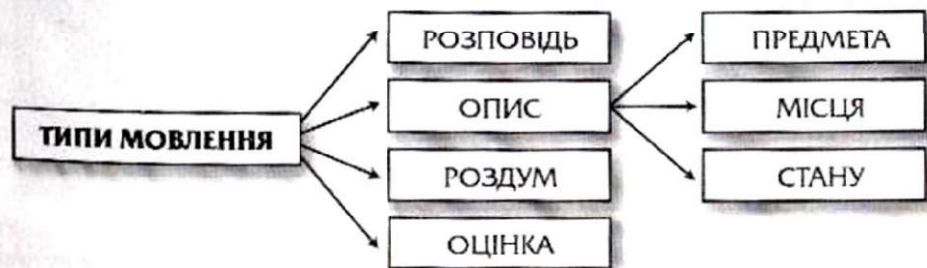 ТИПИ МОВЛЕННЯ
РОЗПОВІДЬ
ОПИС
РОЗДУМ
ОЦІНКА
ПРЕДМЕТА
МІСЦЯ
СТАНУ